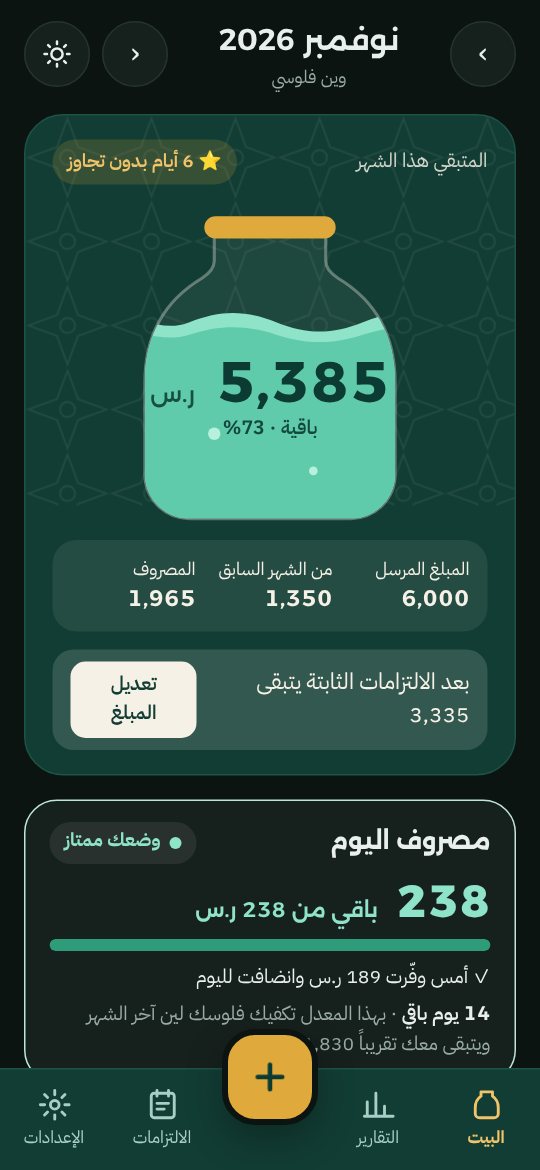 نوفمبر 2026
وين فلوسي
المتبقي هذا الشهر
⭐ 6 أيام بدون تجاوز
5,385 ر.س
باقية · 73%
المبلغ المرسل
6,000
من الشهر السابق
1,350
المصروف
1,965
بعد الالتزامات الثابتة يتبقى
3,335
تعديل
المبلغ
مصروف اليوم
وضعك ممتاز
238 باقي من 238 ر.س
✓ أمس وفّرت 189 ر.س وانضافت لليوم
14 يوم باقي · بهذا المعدل تكفيك فلوسك لين آخر الشهر
ويتبقى معك تقريباً
البيت
التقارير
+
الالتزامات
الإعدادات